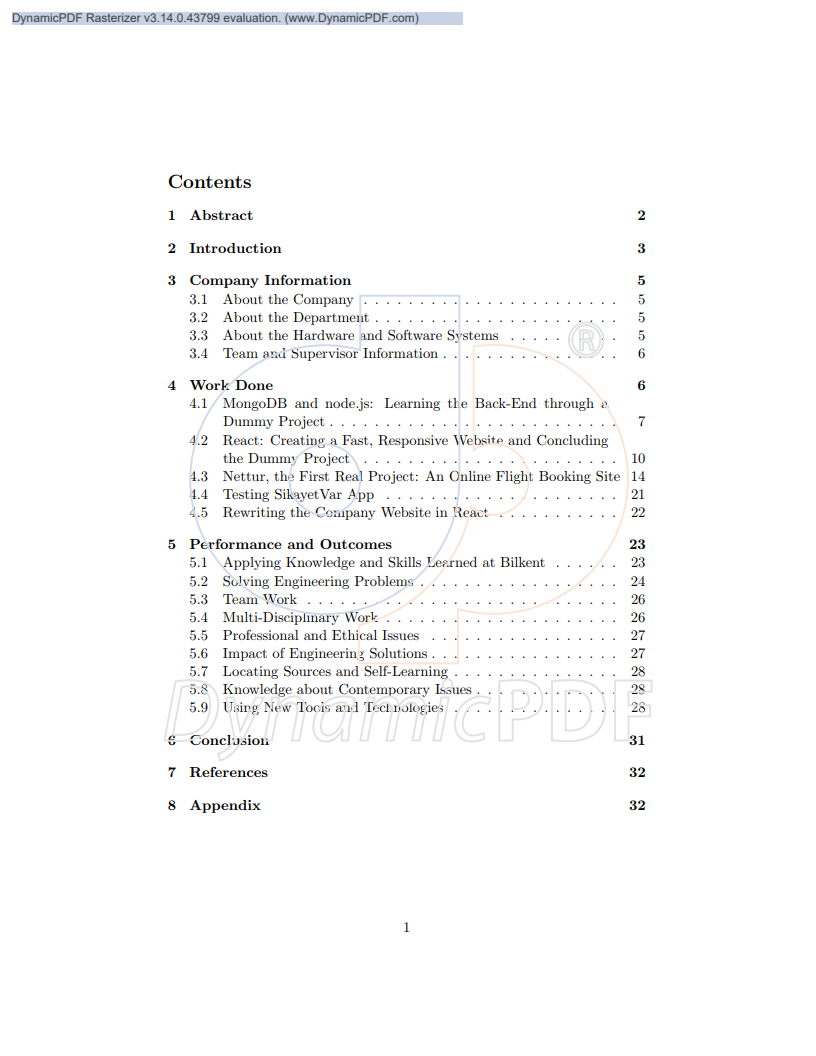 DynamicPDF Rasterizer v3.14.0.43799 evaluation. (www.DynamicPDF.com)
Contents
1 Abstract 2
2 Introduction 3
3 Company Information 5
3.1 About the Company . . . . . . . . . . . . . . . . . . . . . . . 5
3.2 About the Department . . . . . . . . . . . . . . . . . . . . . . 5
3.3 About the Hardware and Software Systems . . . . . . . . . . 5
3.4 Team and Supervisor Information . . . . . . . . . . . . . . . . 6
4 Work Done 6
4.1 MongoDB and node.js: Learning the Back-End through a
Dummy Project . . . . . . . . . . . . . . . . . . . . . . . . . . 7
4.2 React: Creating a Fast, Responsive Website and Concluding
the Dummy Project . . . . . . . . . . . . . . . . . . . . . . . 10
4.3 Nettur, the First Real Project: An Online Flight Booking Site 14
4.4 Testing SikayetVar App . . . . . . . . . . . . . . . . . . . . . 21
4.5 Rewriting the Company Website in React . . . . . . . . . . . 22
5 Performance and Outcomes 23
5.1 Applying Knowledge and Skills Learned at Bilkent . . . . . . 23
5.2 Solving Engineering Problems . . . . . . . . . . . . . . . . . . 24
5.3 Team Work . . . . . . . . . . . . . . . . . . . . . . . . . . . . 26
5.4 Multi-Disciplinary Work . . . . . . . . . . . . . . . . . . . . . 26
5.5 Professional and Ethical Issues . . . . . . . . . . . . . . . . . 27
5.6 Impact of Engineering Solutions . . . . . . . . . . . . . . . . . 27
5.7 Locating Sources and Self-Learning . . . . . . . . . . . . . . . 28
5.8 Knowledge about Contemporary Issues . . . . . . . . . . . . . 28
5.9 Using New Tools and Technologies . . . . . . . . . . . . . . . 28
DynamicPDF
6 Conclusion 31
7 References 32
8 Appendix 32
1